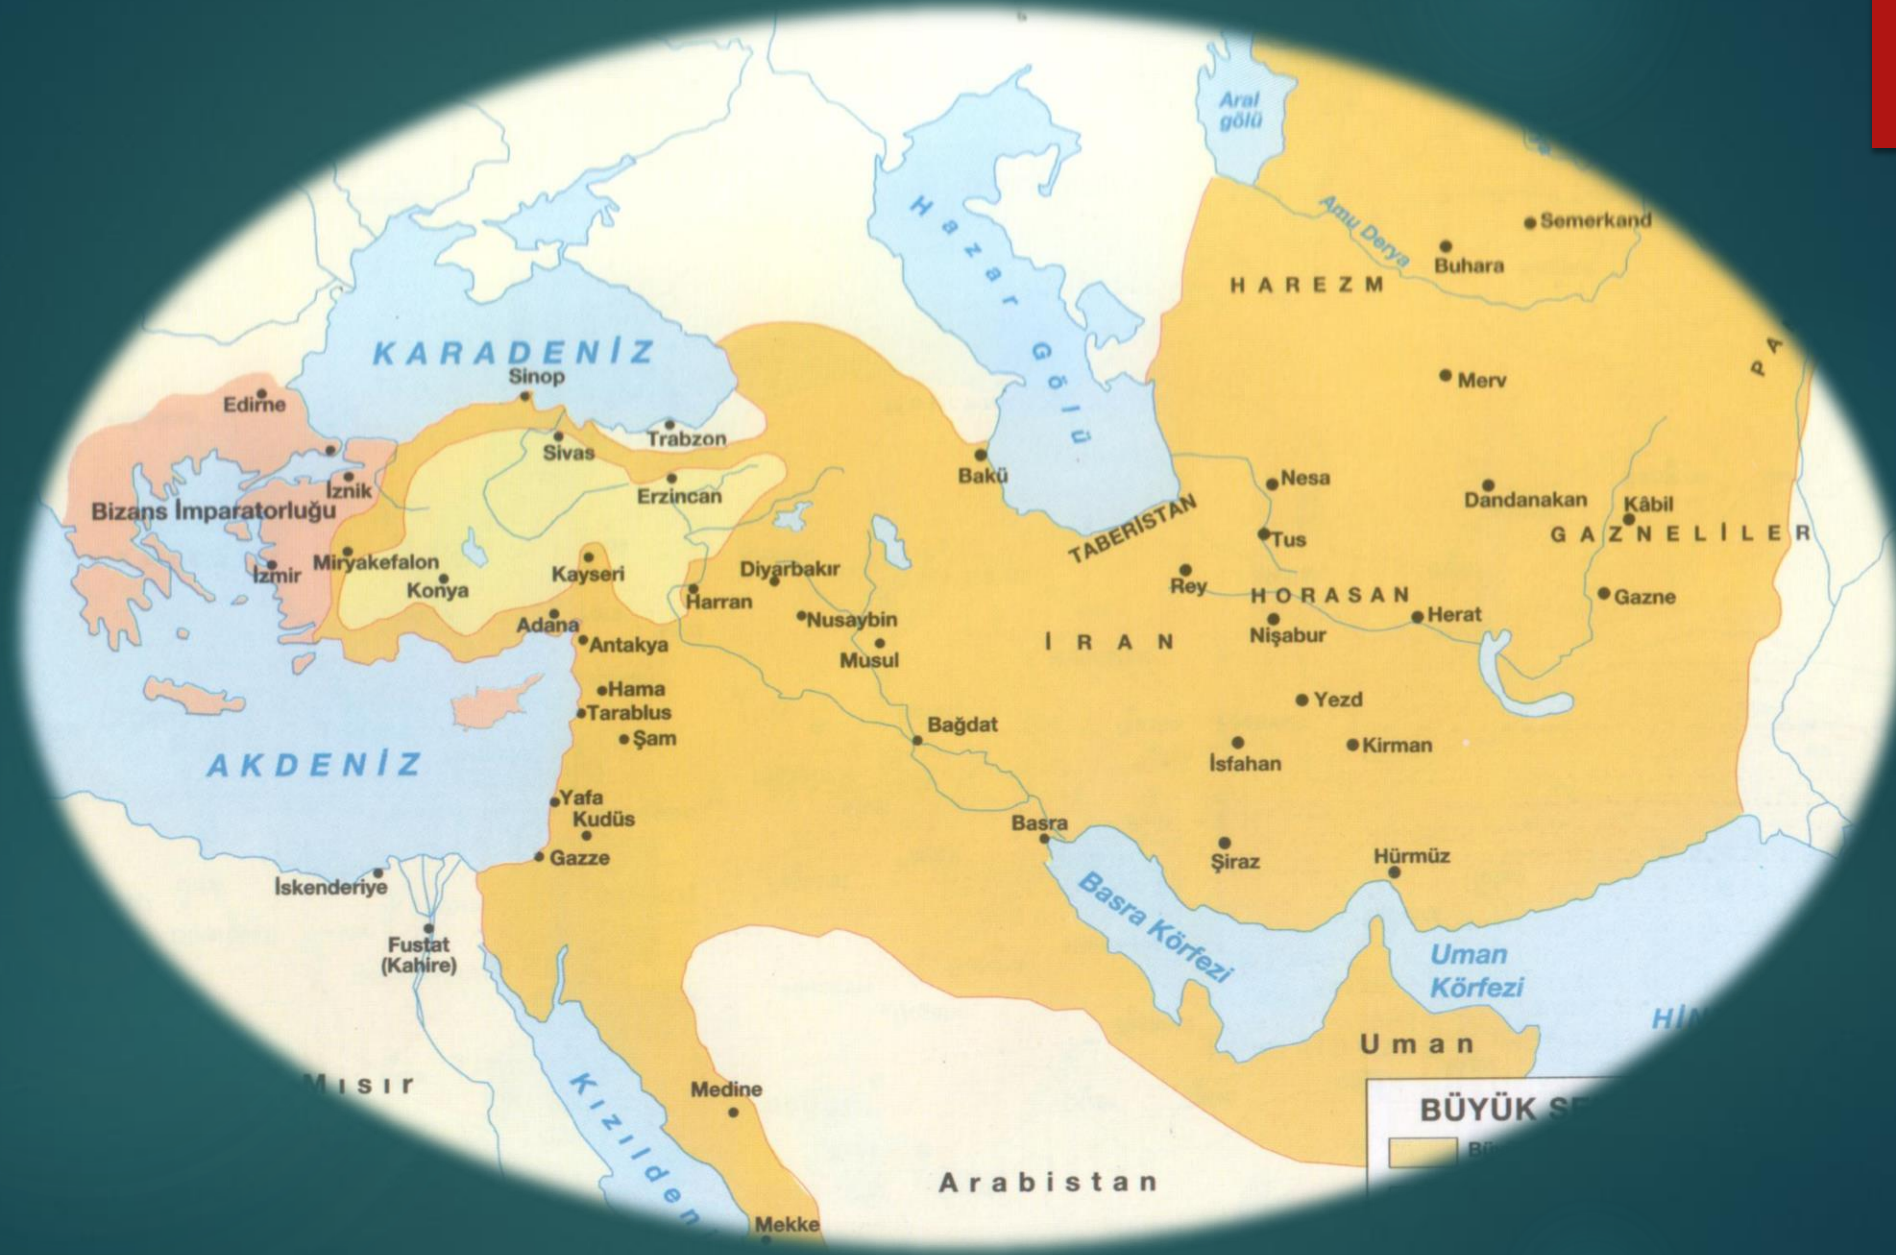 Aral
gölü
Hazar Gölü
Amu Derya
Semerkand
Buhara
HAREZM
KARADENİZ
Sinop
Merv
Edirne
Trabzon
Sivas
Bakü
Nesa
İznik
Erzincan
Dandanakan
Kâbil
Bizans İmparatorluğu
TABERİSTAN
GAZNELİLER
Tus
Miryakefalon
İzmir
Konya
Kayseri
Diyarbakır
Rey
HORASAN
Gazne
Harran
Adana
Nusaybin
Herat
Nişabur
Antakya
Musul
İRAN
Hama
Tarablus
Yezd
Şam
Bağdat
AKDENİZ
İsfahan
Kirman
Yafa
Kudüs
Basra
Gazze
Şiraz
Hürmüz
İskenderiye
Basra Körfezi
Fustat
(Kahire)
Uman
Körfezi
Uman
Mısır
Medine
Arabistan
BÜYÜK
Mekke